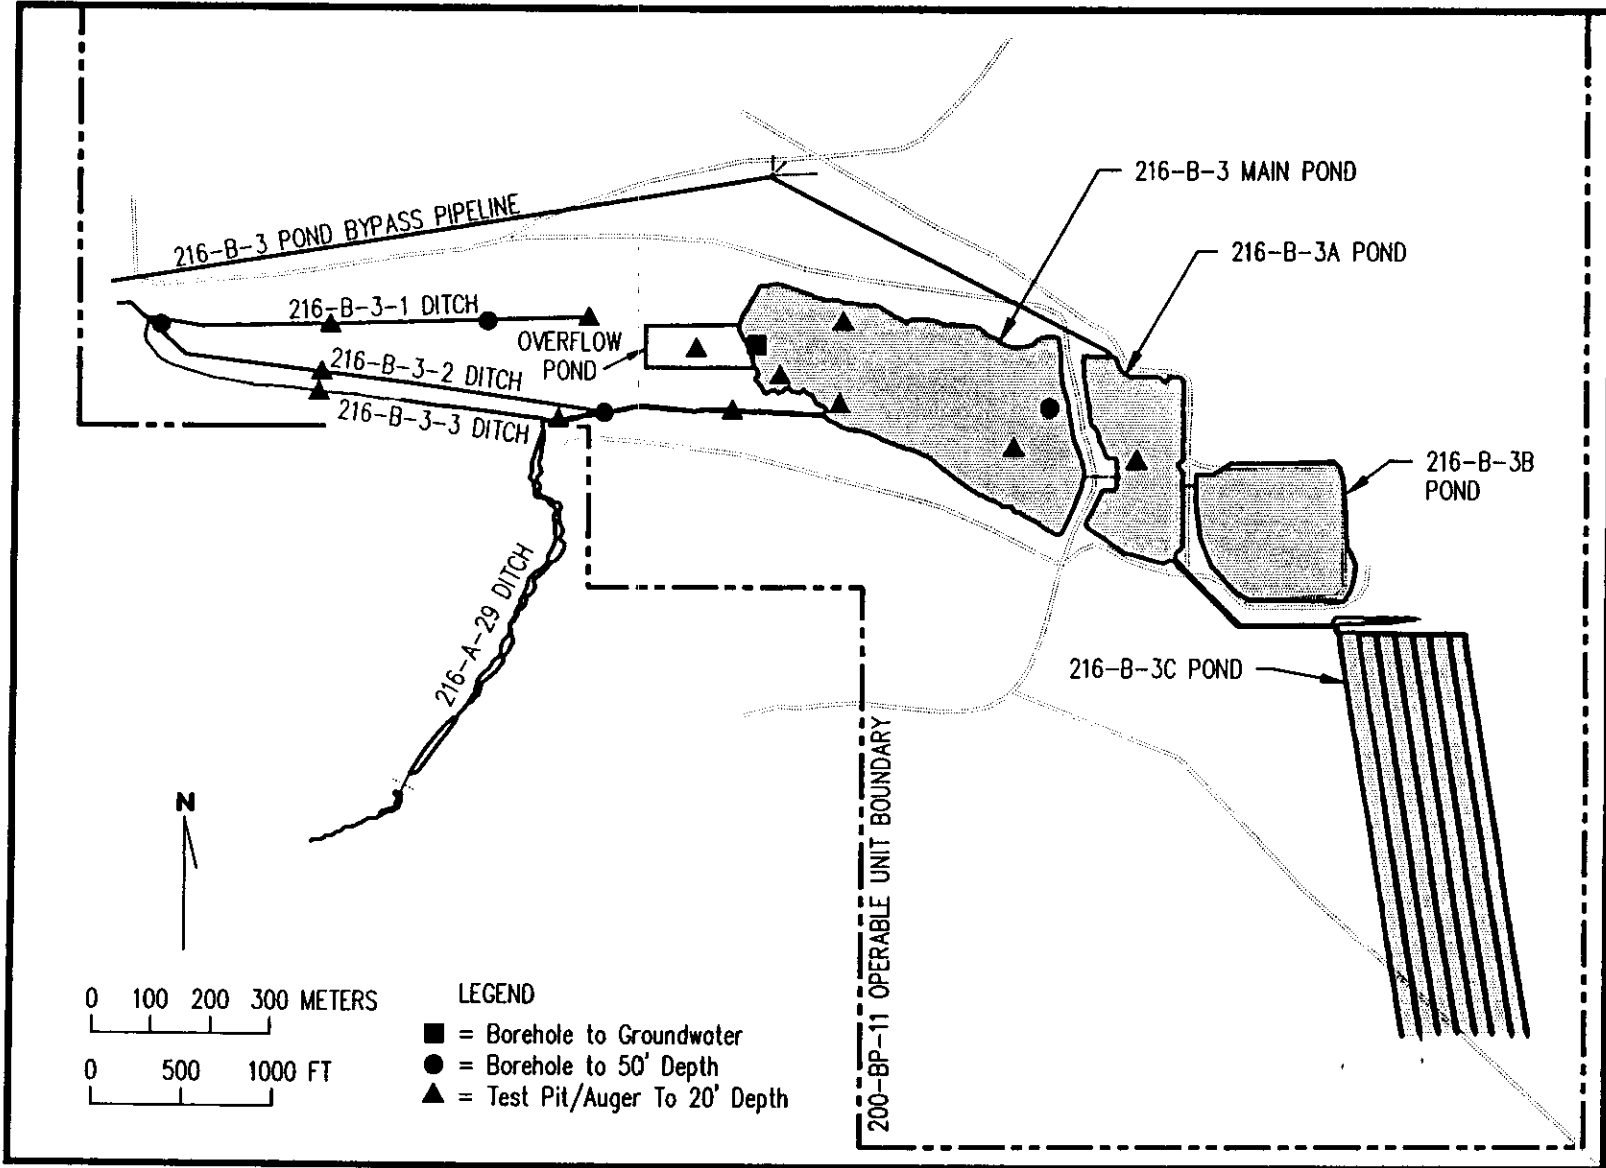 216-B-3 MAIN POND
216-B-3 POND BYPASS PIPELINE
216-B-3A POND
216-B-3-1 DITCH
OVERFLOW
POND
216-B-3-2 DITCH
216-B-3-3 DITCH
216-B-3B
POND
216-A-29 DITCH
216-B-3C POND
200-BP-11 OPERABLE UNIT BOUNDARY
N
0 100 200 300 METERS
0 500 1000 FT
LEGEND
■ = Borehole to Groundwater
● = Borehole to 50' Depth
▲ = Test Pit/Auger To 20' Depth